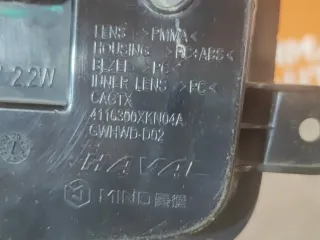 LENS >PMMA<
HOUSING >PC+ABS<
BEZEL >PC<
INNER LENS >PC<
2.2W
CAGTX
4116300XKN04A
GWHWD-D02
HAVAL
MIND